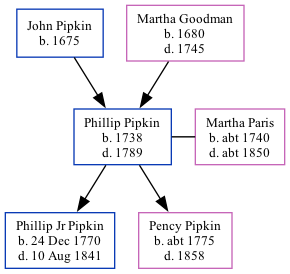 John Pipkin
b. 1675
Martha Goodman
b. 1680
d. 1745
Phillip Pipkin
b. 1738
d. 1789
Martha Paris
b. abt 1740
d. abt 1850
Phillip Jr Pipkin
b. 24 Dec 1770
d. 10 Aug 1841
Pency Pipkin
b. abt 1775
d. 1858